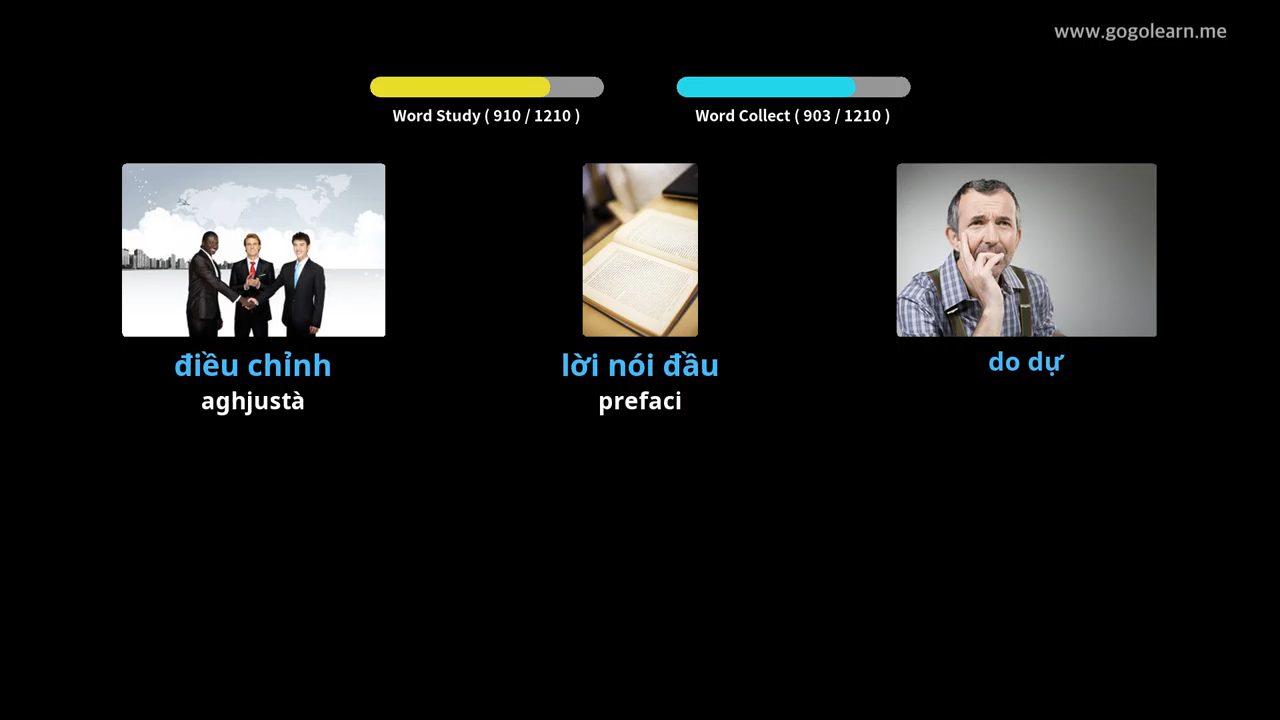 www.gogolearn.me
Word Study ( 910 / 1210 )
Word Collect ( 903 / 1210 )
điều chỉnh
aghjustà
lời nói đầu
prefaci
do dự